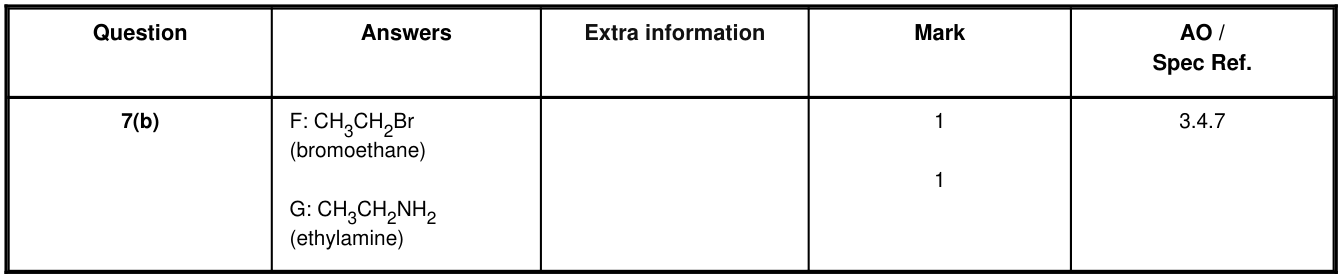 Question Answers Extra information Mark AO /
Spec Ref.
7(b) F: CH₃CH₂Br 1 3.4.7
(bromoethane)
1
G: CH₃CH₂NH₂
(ethylamine)